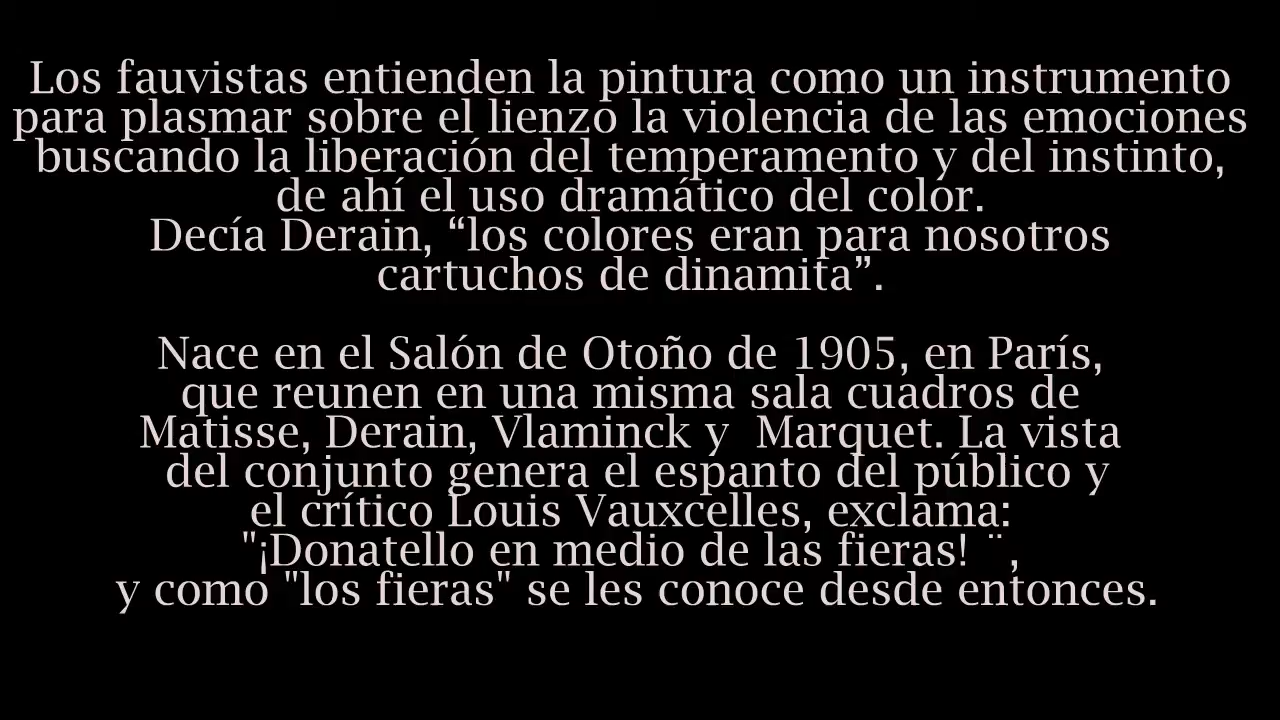 Los fauvistas entienden la pintura como un instrumento
para plasmar sobre el lienzo la violencia de las emociones
buscando la liberación del temperamento y del instinto,
de ahí el uso dramático del color.
Decía Derain, “los colores eran para nosotros
cartuchos de dinamita”.
Nace en el Salón de Otoño de 1905, en París,
que reunen en una misma sala cuadros de
Matisse, Derain, Vlaminck y  Marquet. La vista
del conjunto genera el espanto del público y
el crítico Louis Vauxcelles, exclama:
"¡Donatello en medio de las fieras! ¨,
y como "los fieras" se les conoce desde entonces.